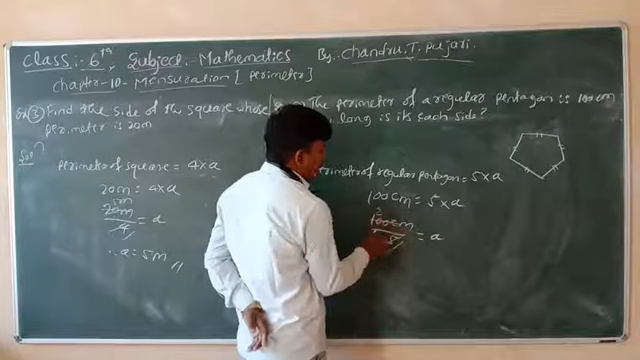 Class:- 6th Subject:- Mathematics By:- Chandru.T.pujari.
Chapter-10- Mensuration [perimeter]
Ex ③ Find the side of the square whose
perimeter is 20m
The perimeter of a regular pentagon is 100cm
long is its each side?
Soln
perimeter of square = 4×a
20m = 4×a
5m
20m
4 = a
∴ a = 5m //
of regular pentagon = 5×a
100cm = 5×a
100cm
5 = a